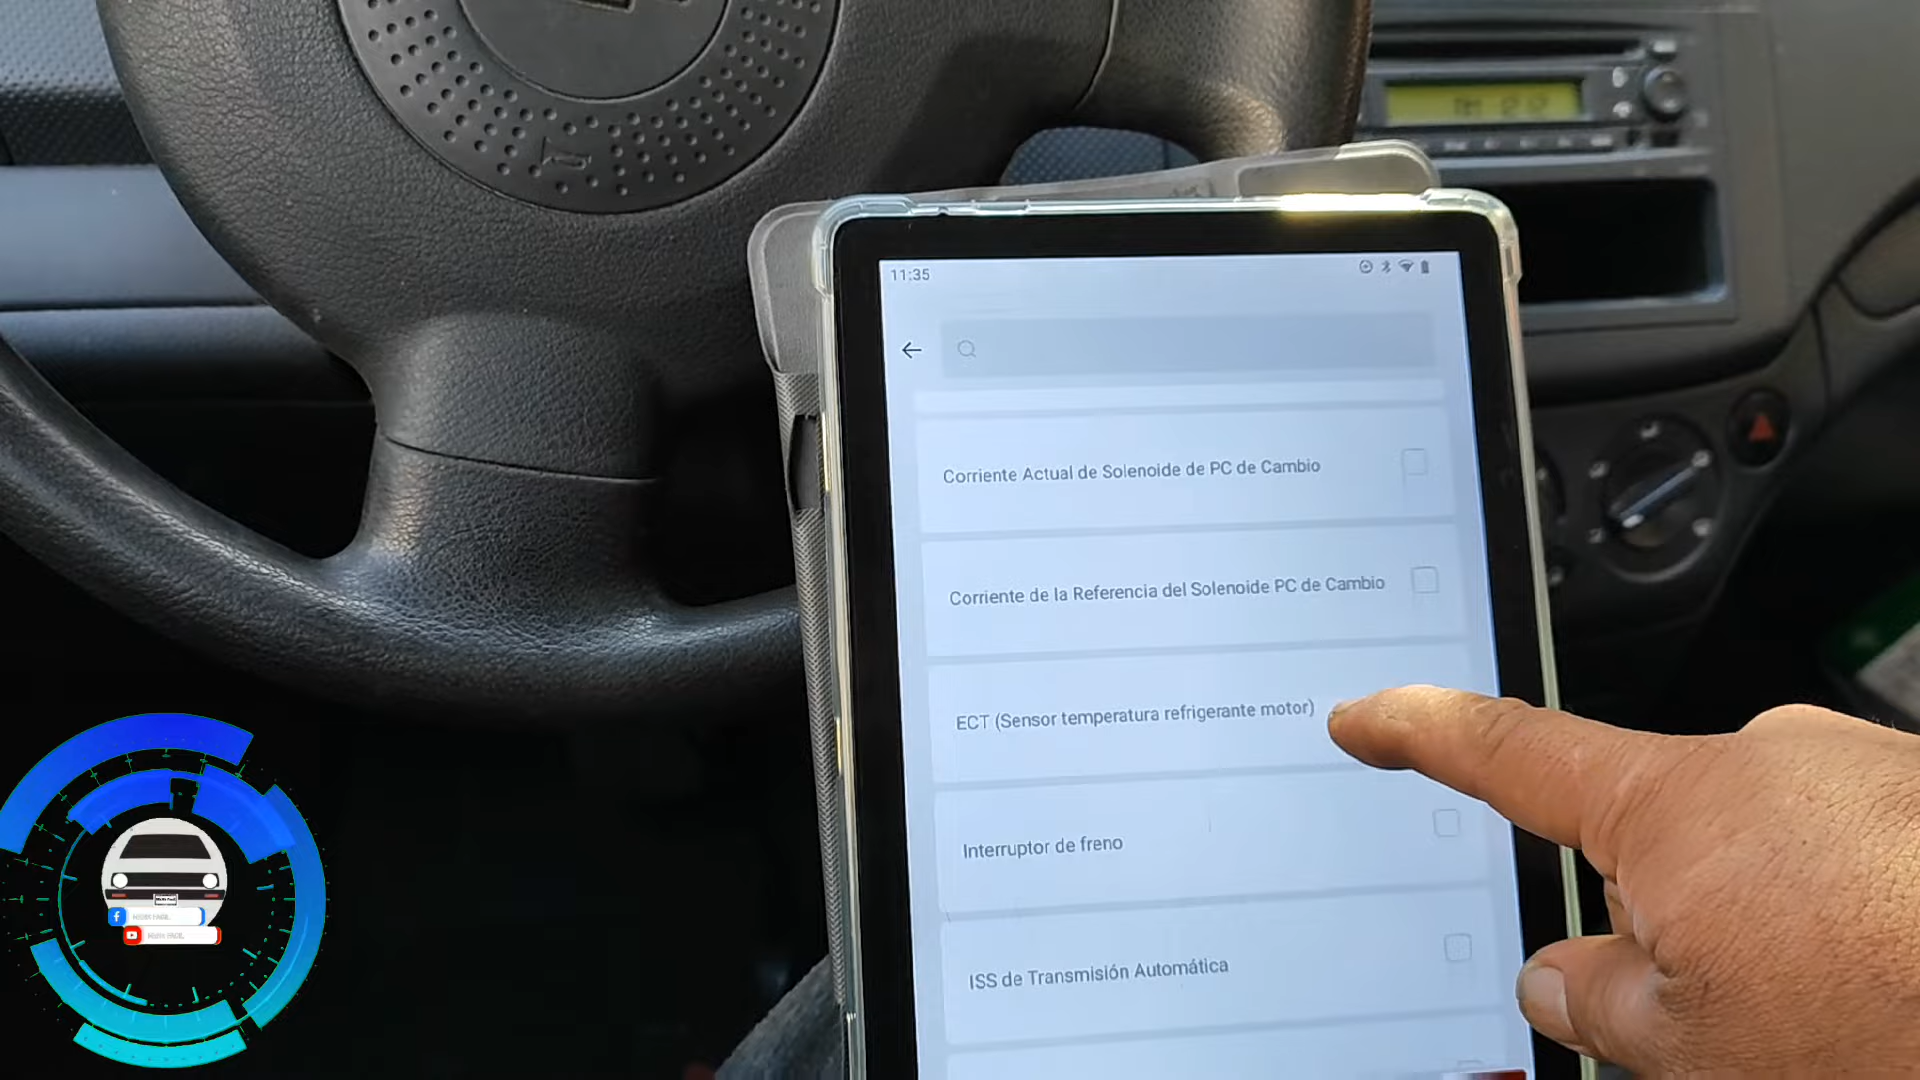 11:35
Corriente Actual de Solenoide de PC de Cambio
Corriente de la Referencia del Solenoide PC de Cambio
ECT (Sensor temperatura refrigerante motor)
Interruptor de freno
ISS de Transmisión Automática